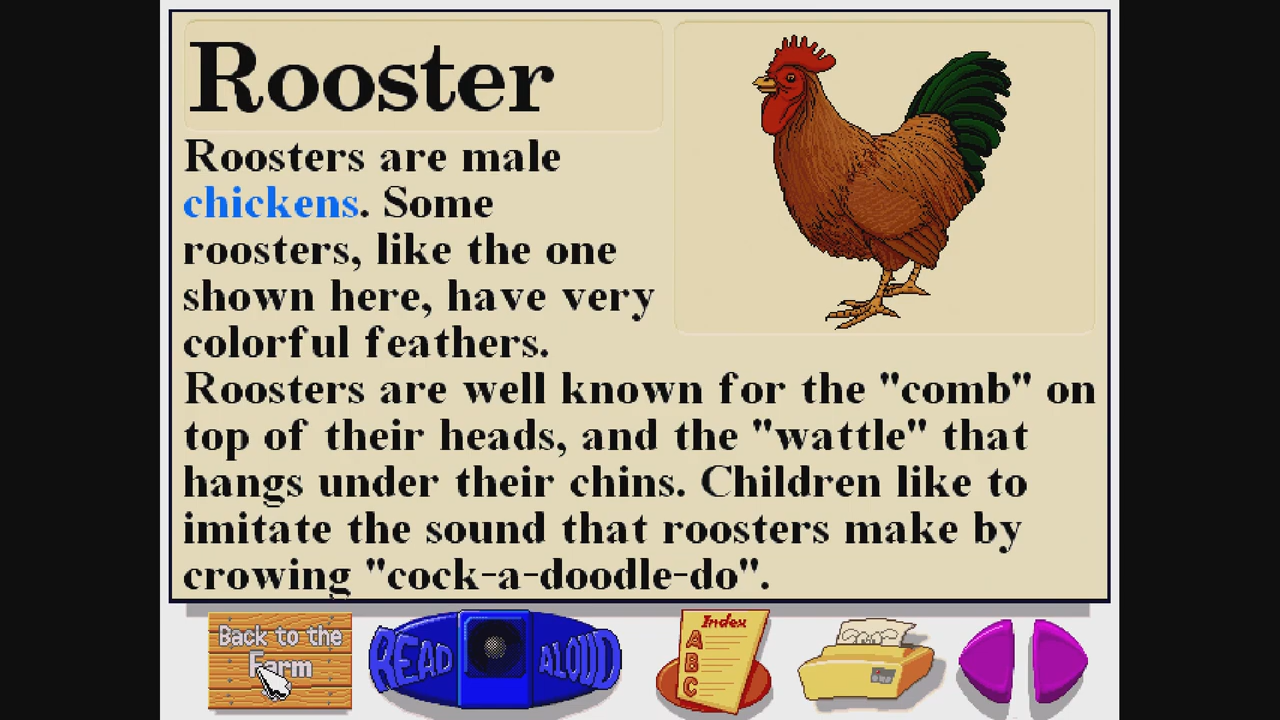 Rooster
Roosters are male
chickens. Some
roosters, like the one
shown here, have very
colorful feathers.
Roosters are well known for the "comb" on
top of their heads, and the "wattle" that
hangs under their chins. Children like to
imitate the sound that roosters make by
crowing "cock-a-doodle-do".
Back to the
Farm
READ ALOUD
Index
A
B
C